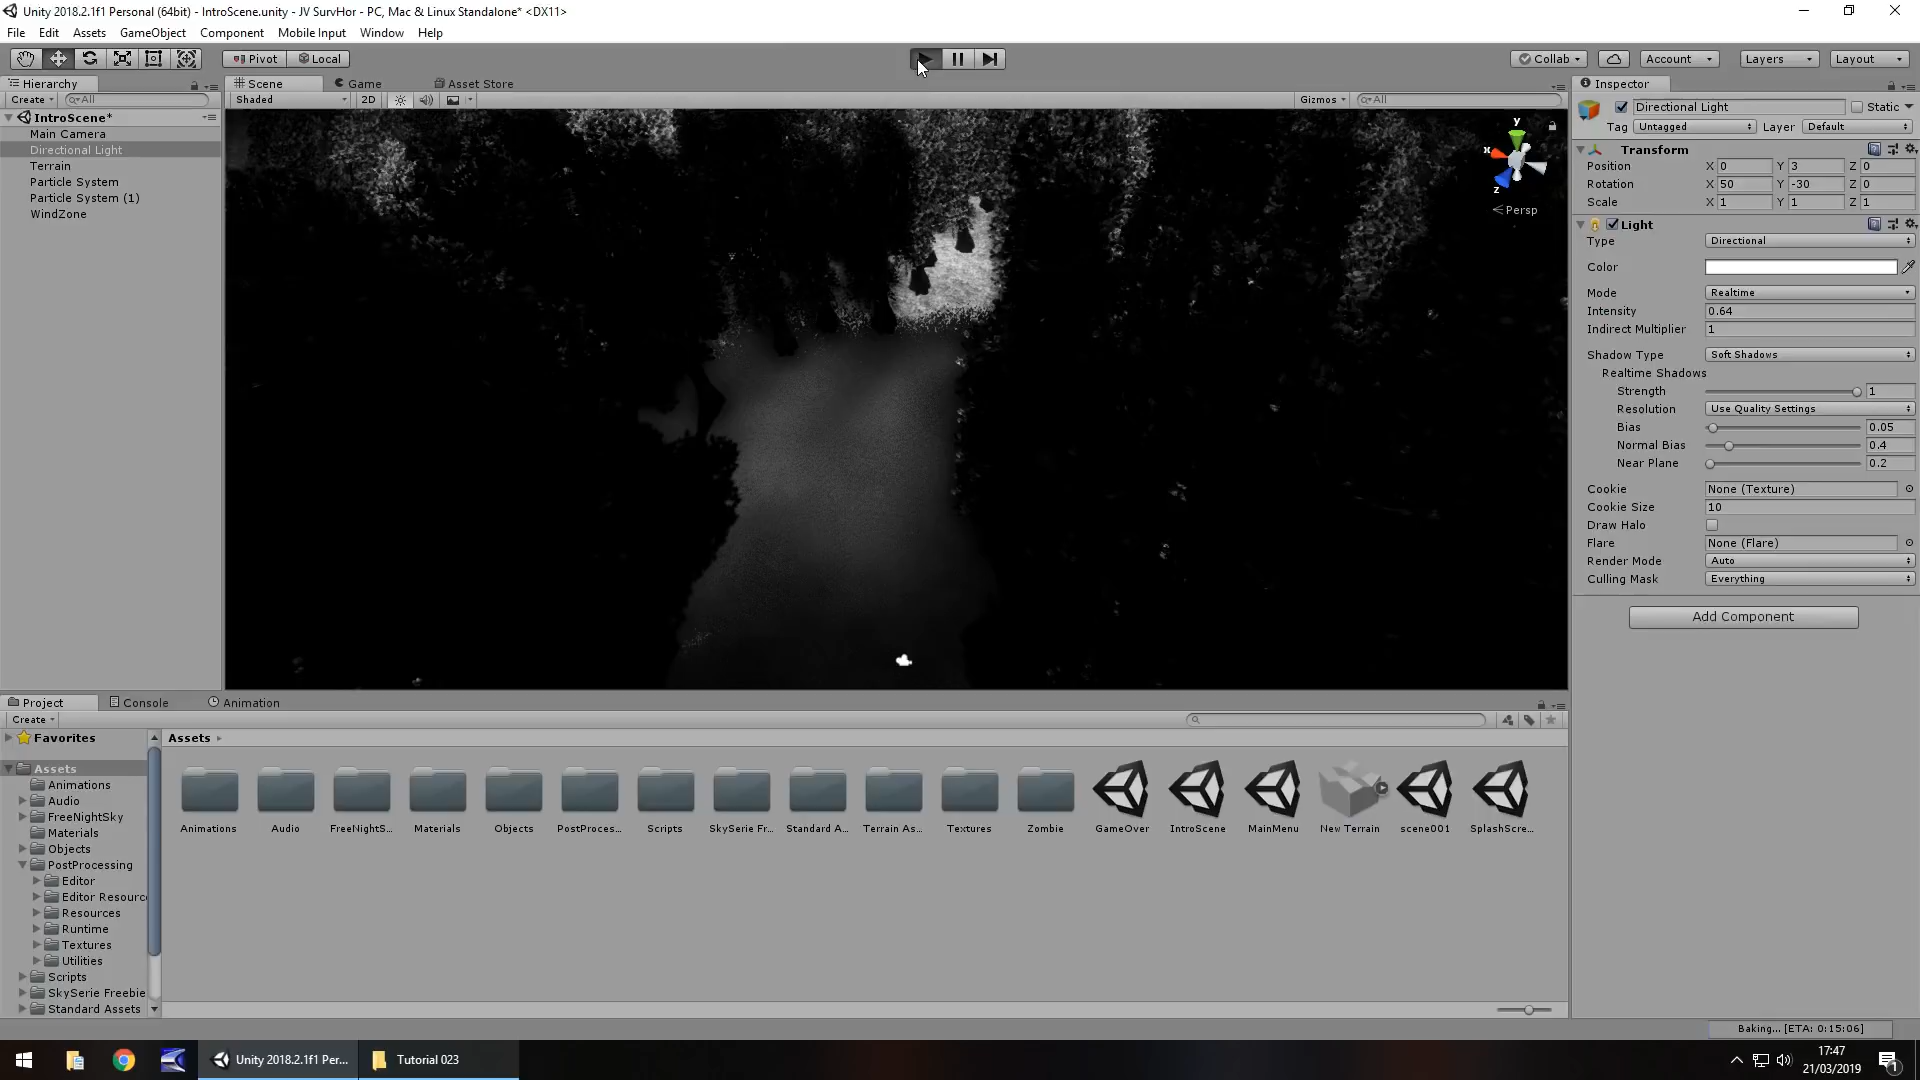 Unity 2018.2.1f1 Personal (64bit) - IntroScene.unity - JV SurvHor - PC, Mac & Linux Standalone* <DX11>
File Edit Assets GameObject Component Mobile Input Window Help
Pivot Local Collab Account Layers Layout
Hierarchy Scene Game Asset Store Inspector
Create All Shaded 2D Gizmos All
IntroScene*
Main Camera
Directional Light
Terrain
Particle System
Particle System (1)
WindZone
y
x
z
Persp
Directional Light Static
Tag Untagged Layer Default
Transform
Position X 0 Y 3 Z 0
Rotation X 50 Y -30 Z 0
Scale X 1 Y 1 Z 1
Light
Type Directional
Color
Mode Realtime
Intensity 0.64
Indirect Multiplier 1
Shadow Type Soft Shadows
Realtime Shadows
Strength 1
Resolution Use Quality Settings
Bias 0.05
Normal Bias 0.4
Near Plane 0.2
Cookie None (Texture)
Cookie Size 10
Draw Halo
Flare None (Flare)
Render Mode Auto
Culling Mask Everything
Add Component
Project Console Animation
Create
Favorites
Assets
Animations
Audio
FreeNightSky
Materials
Objects
PostProcessing
Editor
Editor Resourc
Resources
Runtime
Textures
Utilities
Scripts
SkySerie Freebie
Standard Assets
Assets
Animations Audio FreeNightS... Materials Objects PostProces... Scripts SkySerie Fr... Standard A... Terrain As... Textures Zombie GameOver IntroScene MainMenu New Terrain scene001 SplashScre...
Baking... [ETA: 0:15:06]
Unity 2018.2.1f1 Per... Tutorial 023
17:47
21/03/2019
1